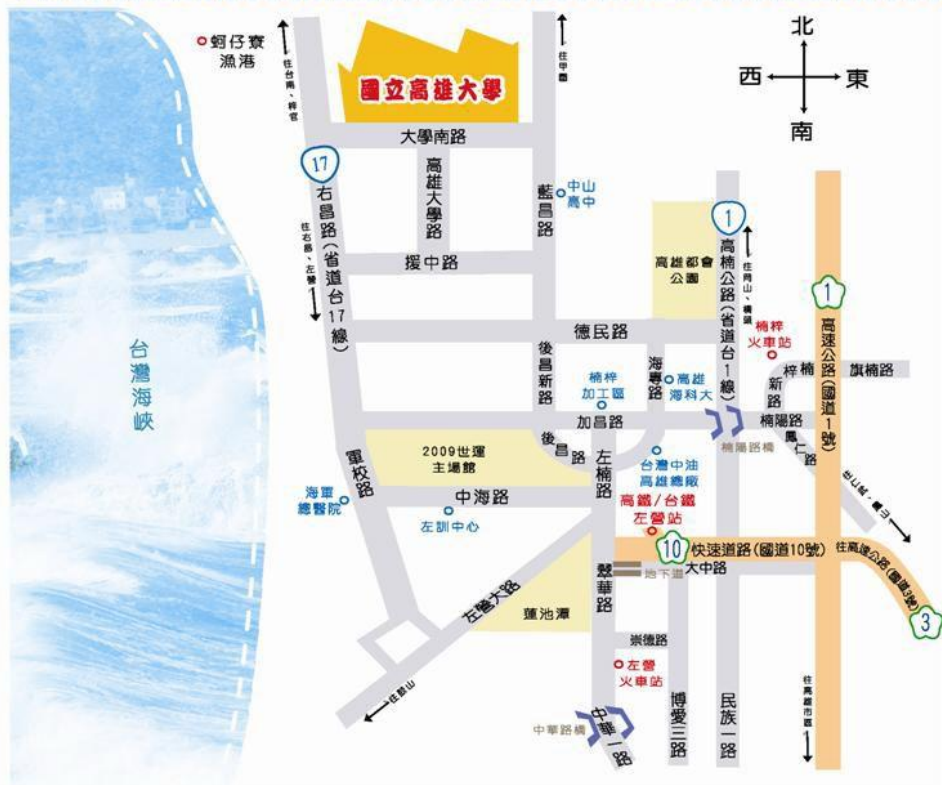 北
西
東
南
蚵仔寮
漁港
往台南、梓官
國立高雄大學
往甲圍
大學南路
17
右昌路(省道台17線)
高雄大學路
藍昌路
中山
高中
往右昌、左營
援中路
高雄都會
公園
1
高楠公路(省道台1線)
往岡山、橋頭
1
高速公路(國道1號)
德民路
楠梓
火車站
台灣海峽
後昌新路
楠梓
加工區
海專路
高雄
海科大
梓楠
新路
旗楠路
加昌路
楠陽路
楠陽路橋
鳳仁路
後昌路
左楠路
2009世運
主場館
軍校路
台灣中油
高雄總廠
海軍
總醫院
中海路
左訓中心
高鐵/台鐵
左營站
往仁武、鳳山
10
快速道路(國道10號)
往高速公路(國道3號)
地下道
大中路
3
翠華路
左營大路
蓮池潭
崇德路
左營
火車站
往鼓山
中華路橋
中華一路
博愛三路
民族一路
往高雄市區